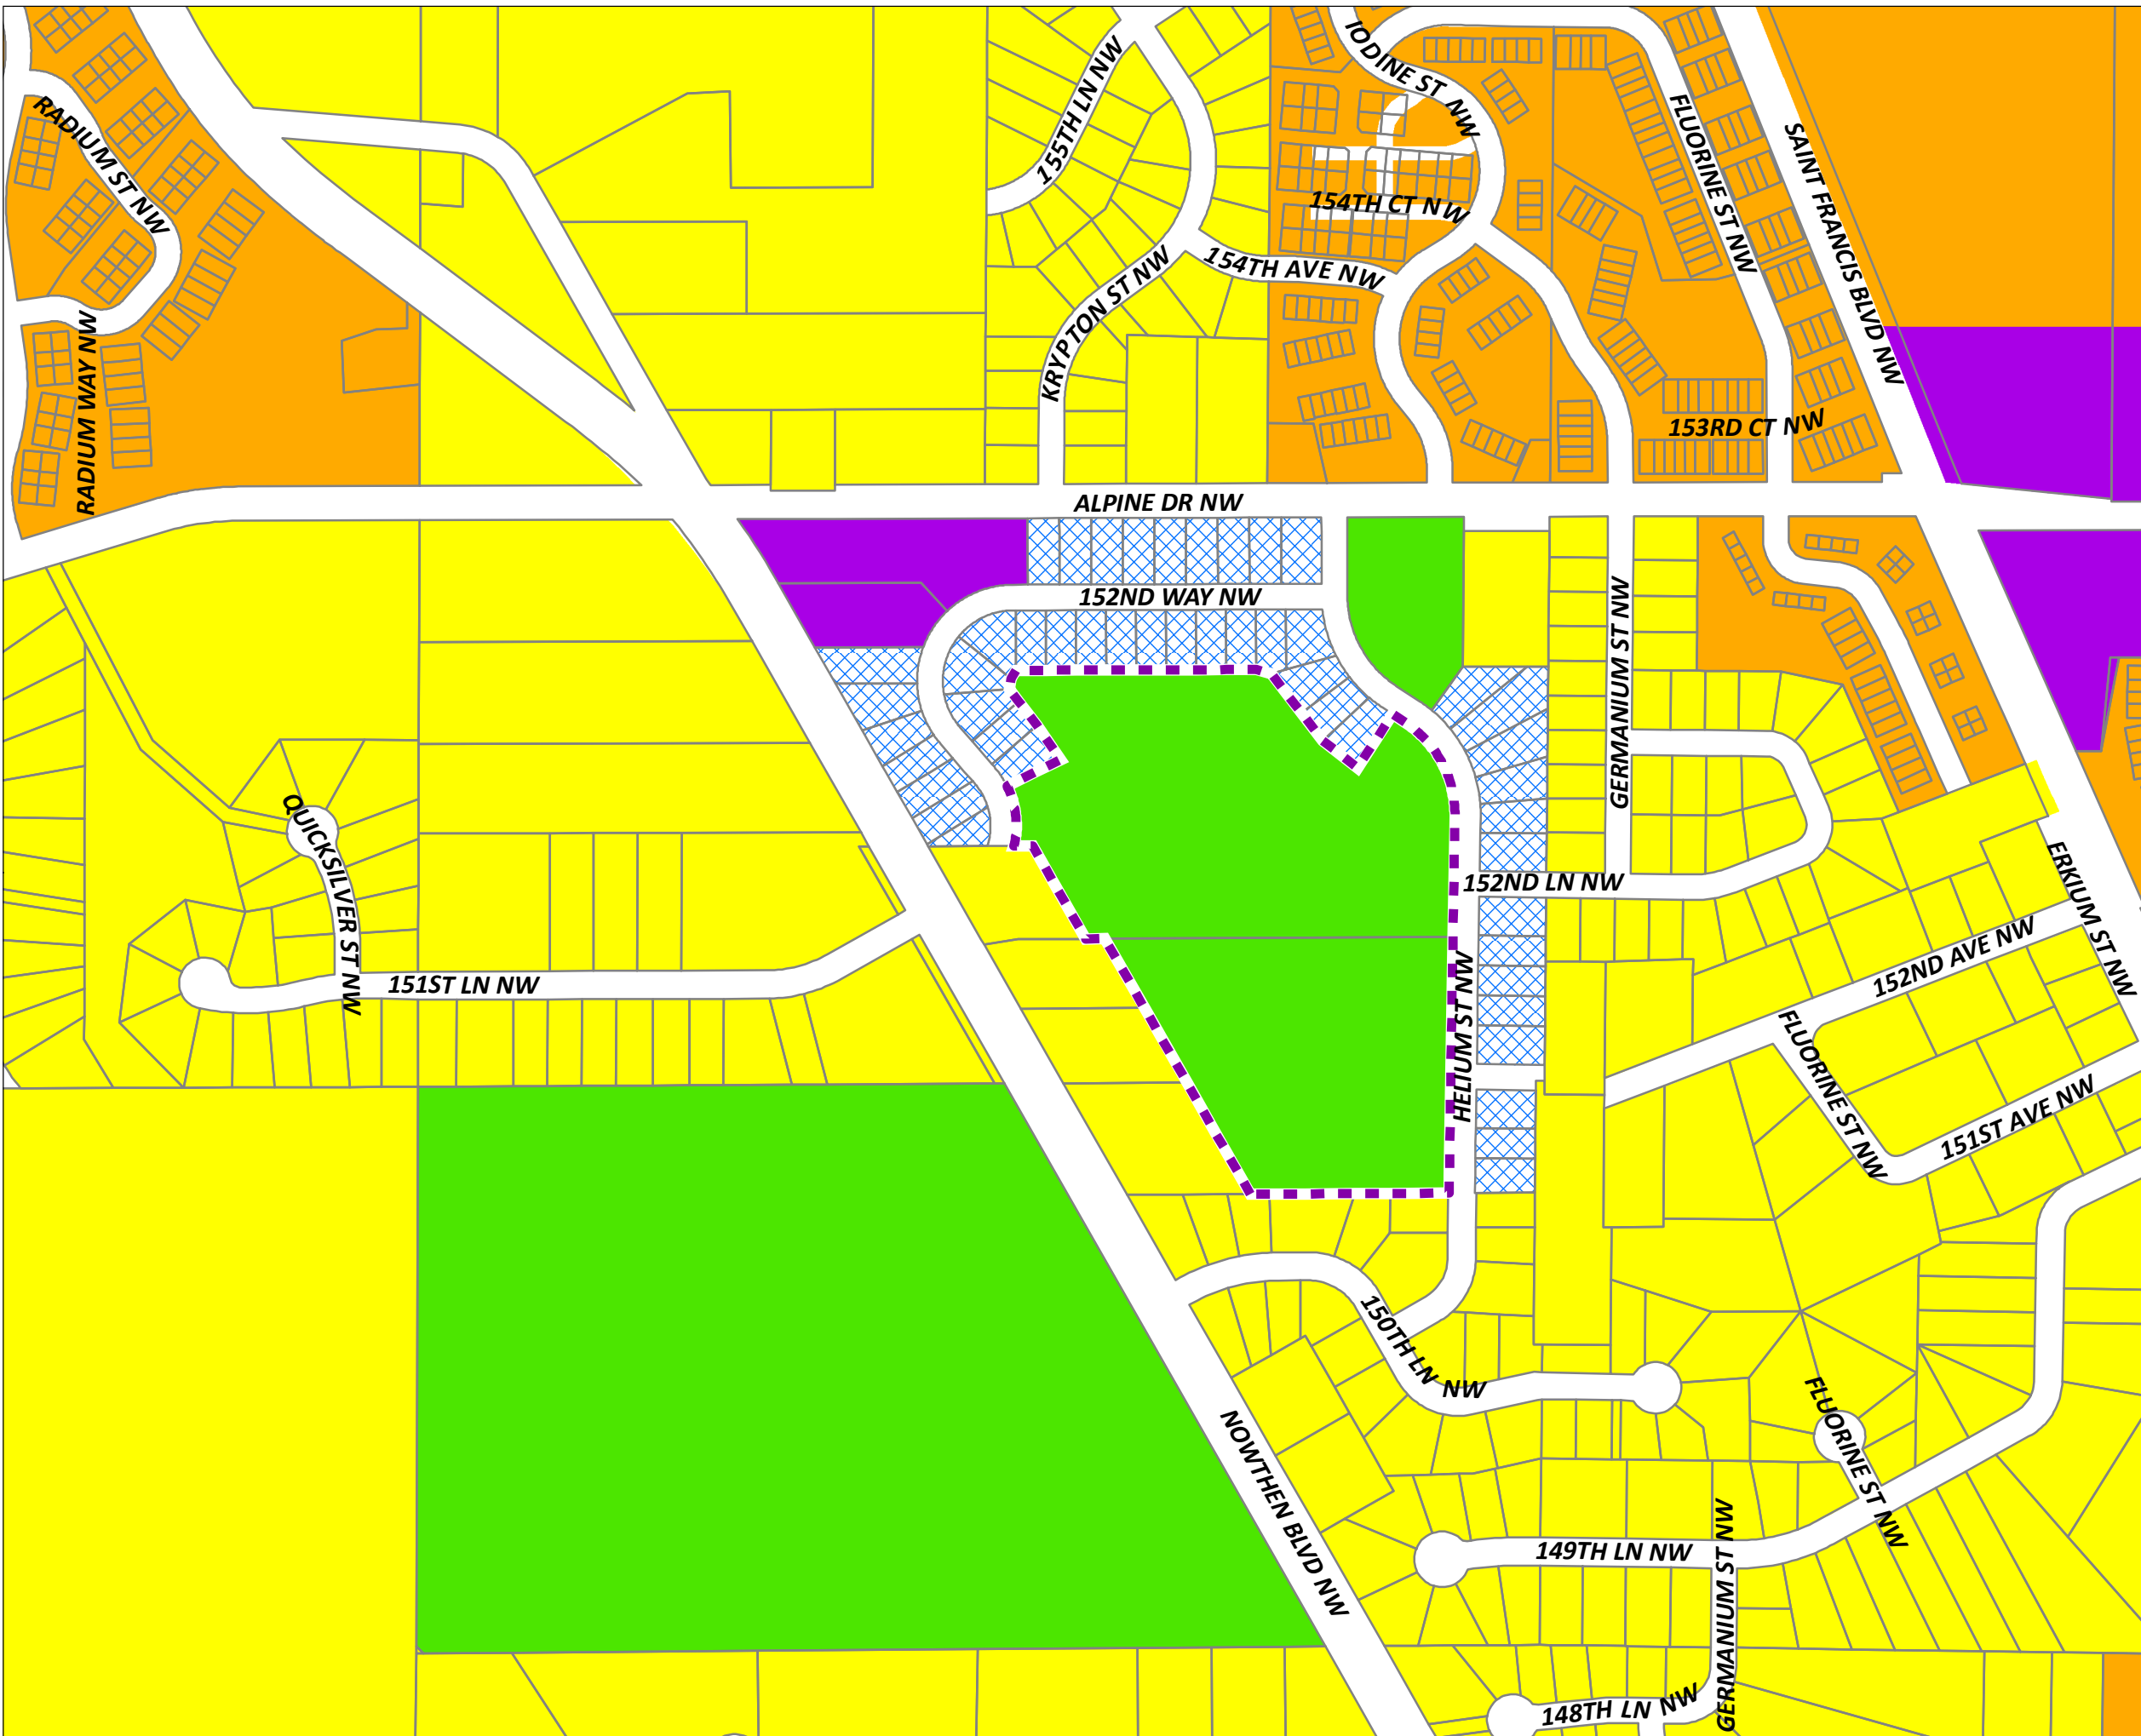 IODINE ST NW
155TH LN NW
RADIUM ST NW
FLUORINE ST NW
SAINT FRANCIS BLVD NW
154TH CT NW
154TH AVE NW
KRYPTON ST NW
RADIUM WAY NW
153RD CT NW
ALPINE DR NW
152ND WAY NW
GERMANIUM ST NW
QUICKSILVER ST NW
152ND LN NW
ERKIUM ST NW
152ND AVE NW
151ST LN NW
HELIUM ST NW
FLUORINE ST NW
151ST AVE NW
150TH LN NW
FLUORINE ST NW
NOWTHEN BLVD NW
149TH LN NW
GERMANIUM ST NW
148TH LN NW